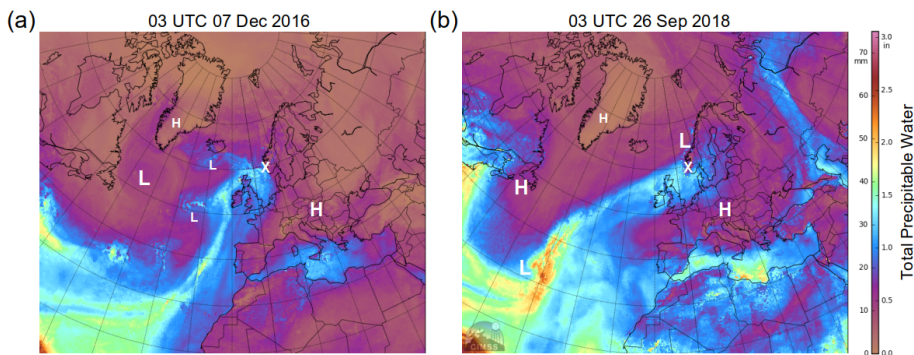 (a)
03 UTC 07 Dec 2016
H
L
L
X
L
H
(b)
03 UTC 26 Sep 2018
H
L
X
H
H
L
CIMSS
3.0
in
70
mm
2.5
60
2.0
50
40
1.5
30
1.0
20
0.5
10
0
0.0
Total Precipitable Water